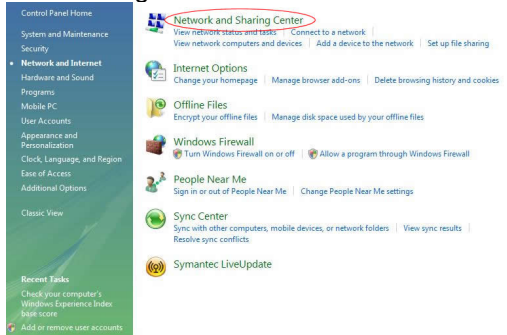 Control Panel Home
System and Maintenance
Security
Network and Internet
Hardware and Sound
Programs
Mobile PC
User Accounts
Appearance and
Personalization
Clock, Language, and Region
Ease of Access
Additional Options
Classic View
Recent Tasks
Check your computer's
Windows Experience Index
base score
Add or remove user accounts
Network and Sharing Center
View network status and tasks | Connect to a network |
View network computers and devices | Add a device to the network | Set up file sharing
Internet Options
Change your homepage | Manage browser add-ons | Delete browsing history and cookies
Offline Files
Encrypt your offline files | Manage disk space used by your offline files
Windows Firewall
Turn Windows Firewall on or off | Allow a program through Windows Firewall
People Near Me
Sign in or out of People Near Me | Change People Near Me settings
Sync Center
Sync with other computers, mobile devices, or network folders | View sync results |
Resolve sync conflicts
Symantec LiveUpdate